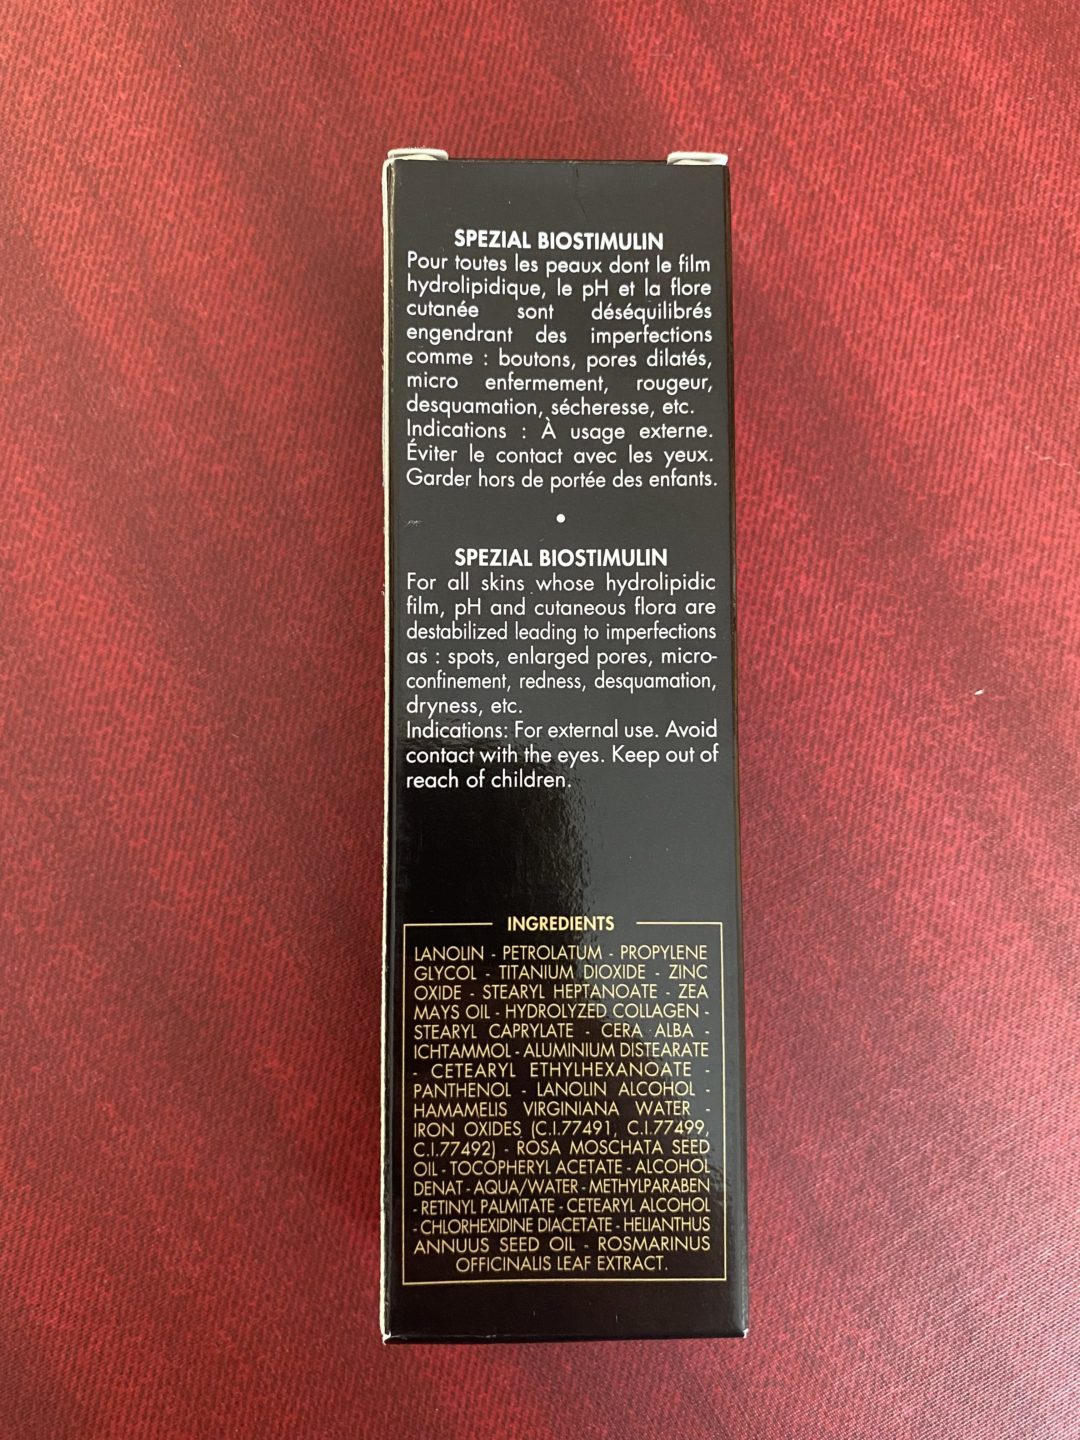 SPEZIAL BIOSTIMULIN
Pour toutes les peaux dont le film
hydrolipidique, le pH et la flore
cutanée sont déséquilibrés
engendrant des imperfections
comme : boutons, pores dilatés,
micro enfermement, rougeur,
desquamation, sécheresse, etc.
Indications : À usage externe.
Éviter le contact avec les yeux.
Garder hors de portée des enfants.
•
SPEZIAL BIOSTIMULIN
For all skins whose hydrolipidic
film, pH and cutaneous flora are
destabilized leading to imperfections
as : spots, enlarged pores, micro-
confinement, redness, desquamation,
dryness, etc.
Indications: For external use. Avoid
contact with the eyes. Keep out of
reach of children.
INGREDIENTS
LANOLIN - PETROLATUM - PROPYLENE
GLYCOL - TITANIUM DIOXIDE - ZINC
OXIDE - STEARYL HEPTANOATE - ZEA
MAYS OIL - HYDROLYZED COLLAGEN -
STEARYL CAPRYLATE - CERA ALBA -
ICHTAMMOL - ALUMINIUM DISTEARATE
- CETEARYL ETHYLHEXANOATE -
PANTHENOL - LANOLIN ALCOHOL -
HAMAMELIS VIRGINIANA WATER -
IRON OXIDES (C.I.77491, C.I.77499,
C.I.77492) - ROSA MOSCHATA SEED
OIL - TOCOPHERYL ACETATE - ALCOHOL
DENAT - AQUA/WATER - METHYLPARABEN
- RETINYL PALMITATE - CETEARYL ALCOHOL
- CHLORHEXIDINE DIACETATE - HELIANTHUS
ANNUUS SEED OIL - ROSMARINUS
OFFICINALIS LEAF EXTRACT.